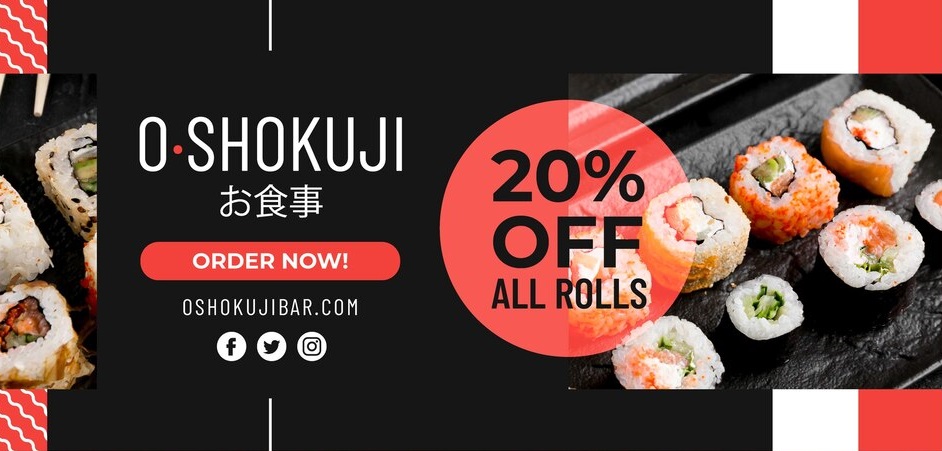 O·SHOKUJI
お食事
ORDER NOW!
OSHOKUJIBAR.COM
20%
OFF
ALL ROLLS